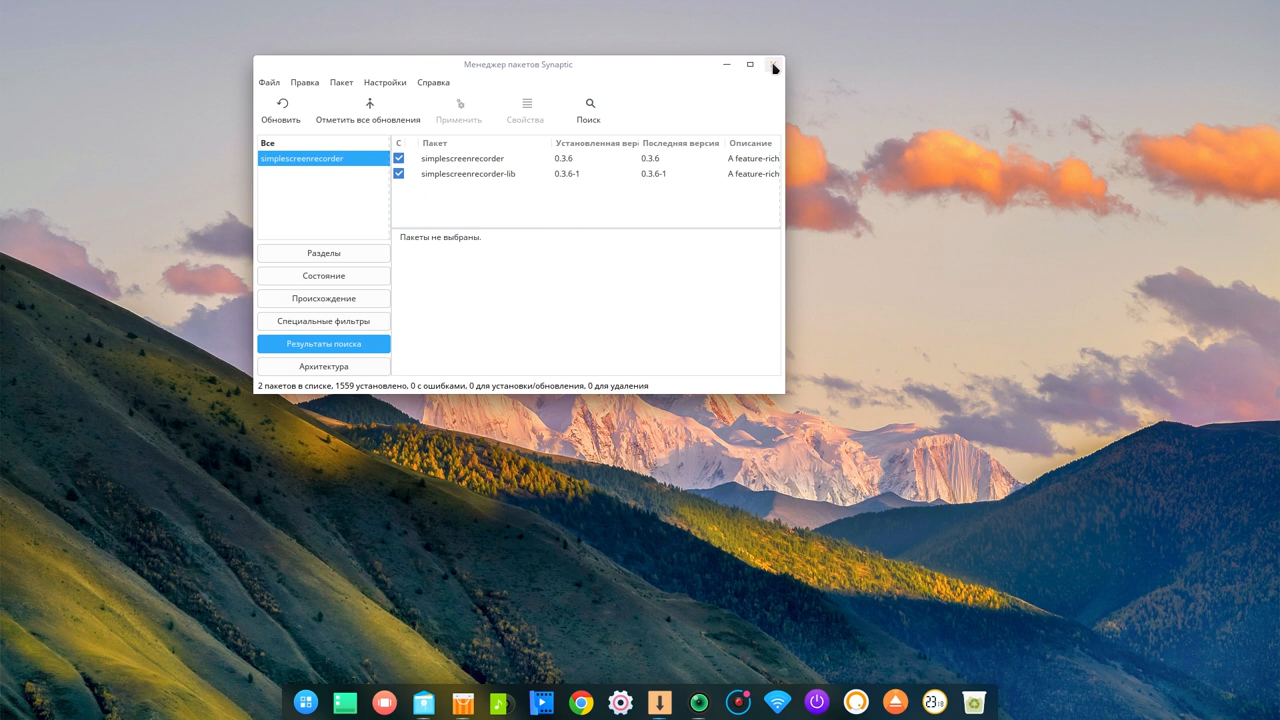 Менеджер пакетов Synaptic
Файл Правка Пакет Настройки Справка
Обновить Отметить все обновления Применить Свойства Поиск
Все
simplescreenrecorder
С Пакет Установленная вер Последняя версия Описание
simplescreenrecorder 0.3.6 0.3.6 A feature-rich
simplescreenrecorder-lib 0.3.6-1 0.3.6-1 A feature-rich
Пакеты не выбраны.
Разделы
Состояние
Происхождение
Специальные фильтры
Результаты поиска
Архитектура
2 пакетов в списке, 1559 установлено, 0 с ошибками, 0 для установки/обновления, 0 для удаления